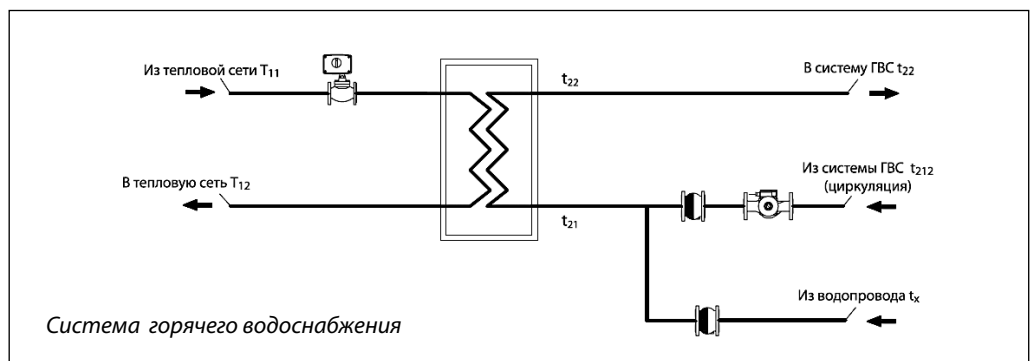 Из тепловой сети T₁₁
t₂₂
В систему ГВС t₂₂
В тепловую сеть T₁₂
t₂₁
Из системы ГВС t₂₁₂
(циркуляция)
Из водопровода tₓ
Система горячего водоснабжения